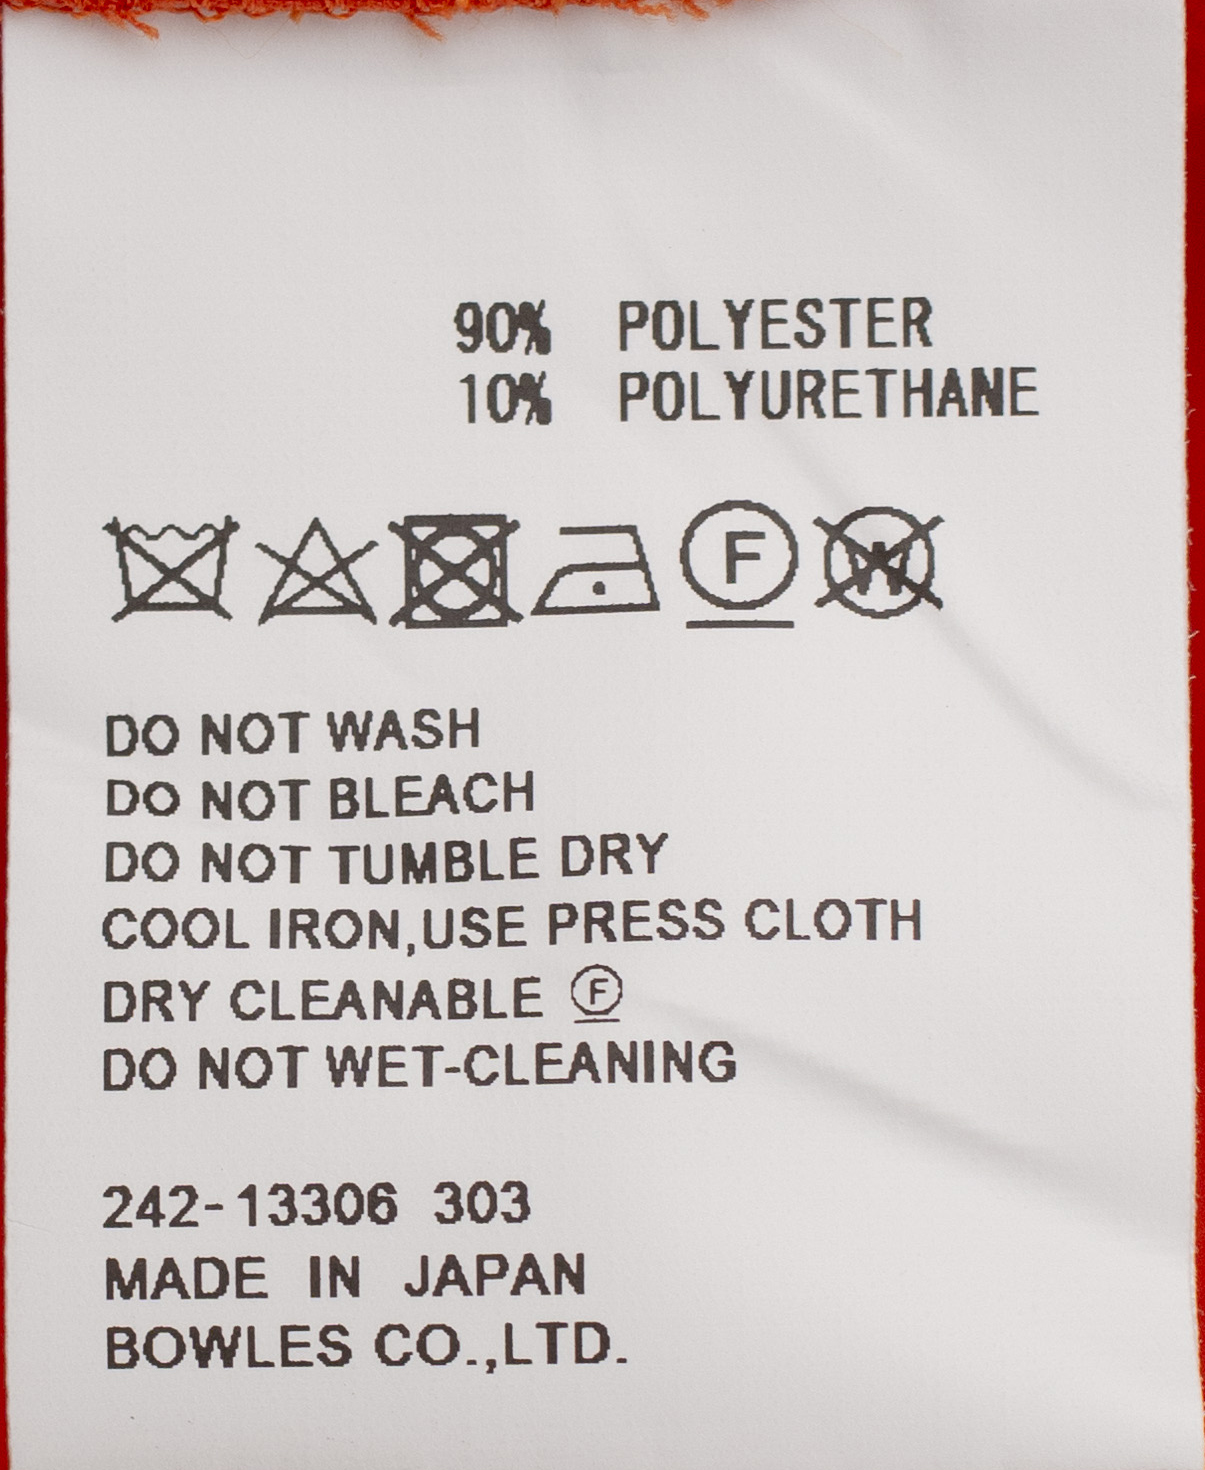 90% POLYESTER
10% POLYURETHANE
F W
DO NOT WASH
DO NOT BLEACH
DO NOT TUMBLE DRY
COOL IRON,USE PRESS CLOTH
DRY CLEANABLE F
DO NOT WET-CLEANING
242-13306 303
MADE IN JAPAN
BOWLES CO.,LTD.